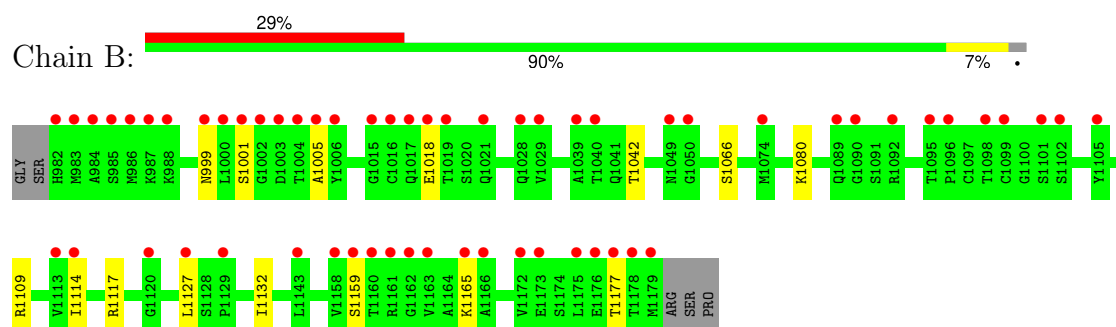 29%
Chain B:
90% 7% •
GLY SER H982 M983 A984 S985 M986 K987 K988 N999 L1000 S1001 G1002 D1003 T1004 A1005 Y1006 G1015 C1016 Q1017 E1018 T1019 S1020 Q1021 Q1028 V1029 A1039 T1040 Q1041 T1042 N1049 G1050 S1066 M1074 K1080 Q1089 G1090 S1091 R1092 T1095 P1096 C1097 T1098 C1099 G1100 S1101 S1102 Y1105
R1109 V1113 I1114 R1117 G1120 L1127 S1128 P1129 I1132 L1143 V1158 S1159 T1160 R1161 G1162 V1163 A1164 K1165 A1166 V1172 E1173 S1174 L1175 E1176 T1177 T1178 M1179 ARG SER PRO